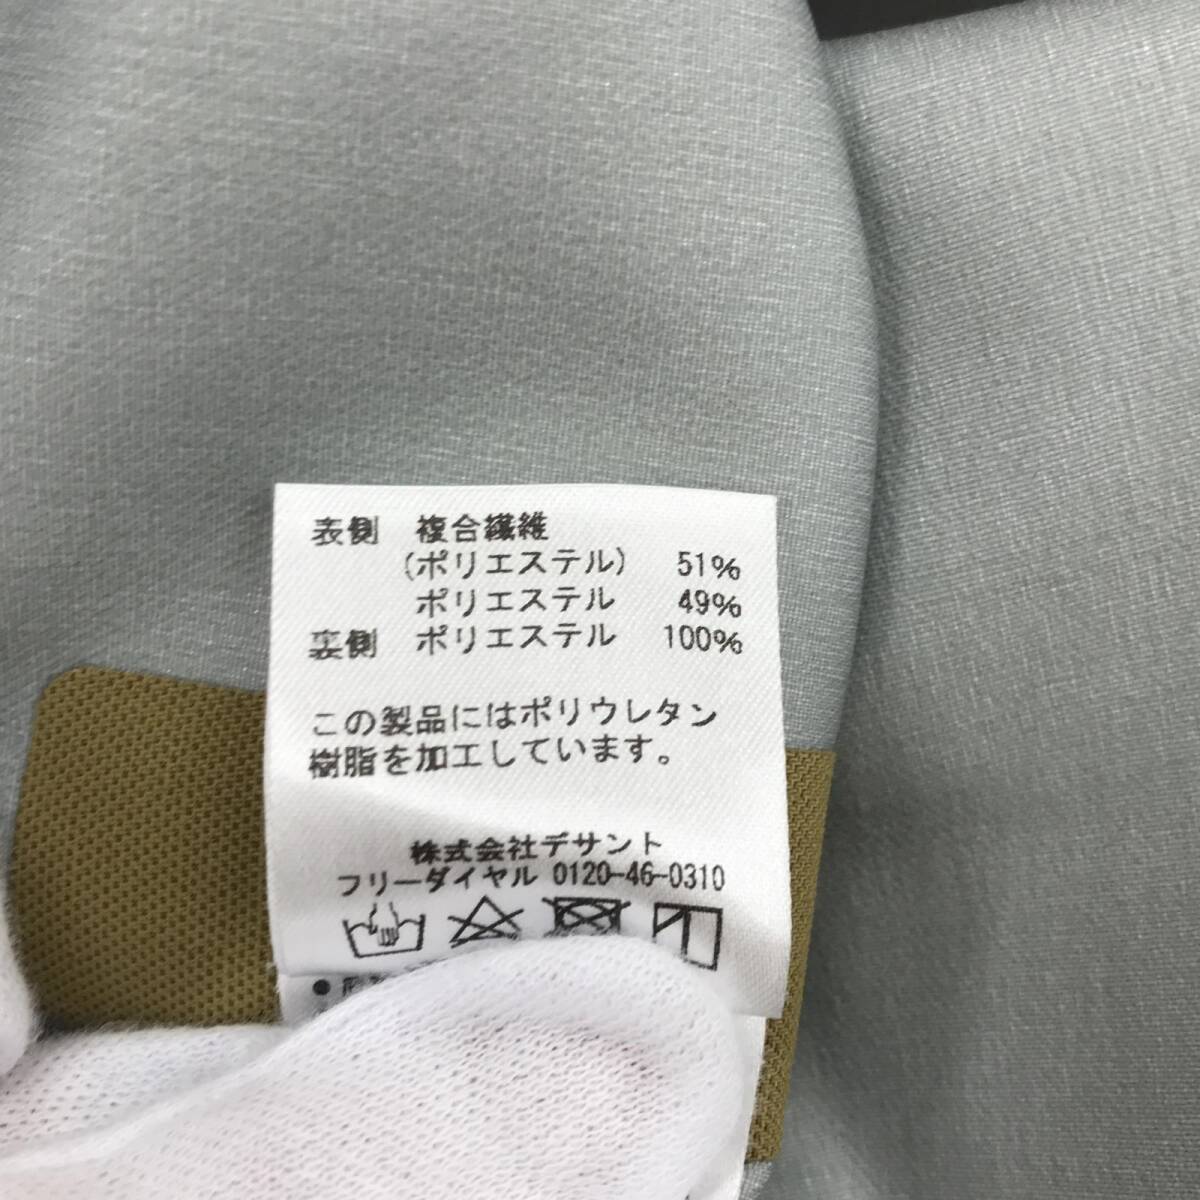 表側 複合繊維
(ポリエステル) 51%
ポリエステル 49%
裏側 ポリエステル 100%
この製品にはポリウレタン
樹脂を加工しています。
株式会社デサント
フリーダイヤル 0120-46-0310